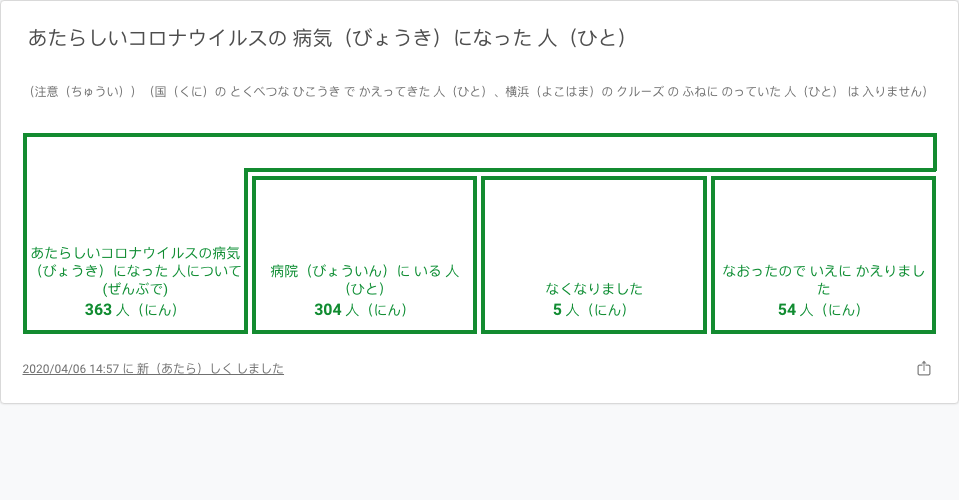 あたらしいコロナウイルスの 病気（びょうき）になった 人（ひと）
（注意（ちゅうい））（国（くに）の とくべつな ひこうき で かえってきた 人（ひと）、横浜（よこはま）の クルーズ の ふねに のっていた 人（ひと） は 入りません）
あたらしいコロナウイルスの病気
（びょうき）になった 人について
(ぜんぶで)
363 人（にん）
病院（びょういん）に いる 人
（ひと）
304 人（にん）
なくなりました
5 人（にん）
なおったので いえに かえりまし
た
54 人（にん）
2020/04/06 14:57 に 新（あたら）しく しました